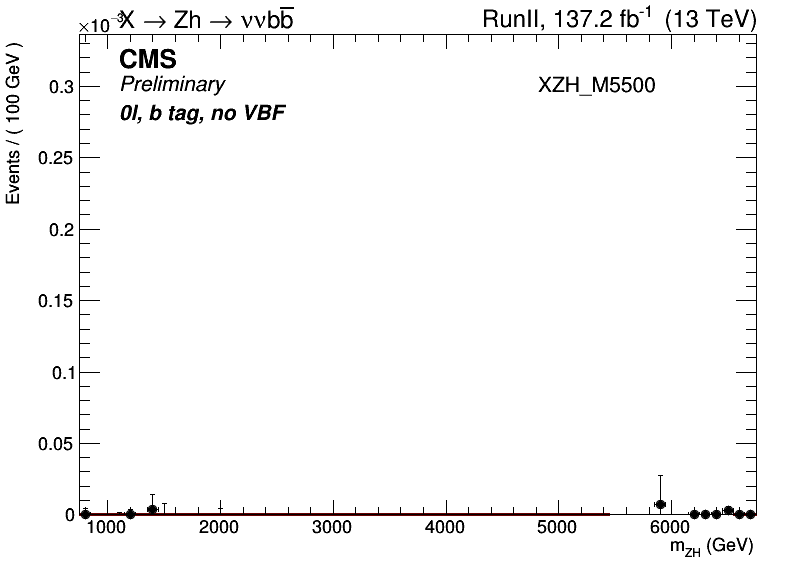 ×10⁻³X → Zh → ννbb̅ RunII, 137.2 fb⁻¹ (13 TeV)
CMS
Preliminary
XZH_M5500
0l, b tag, no VBF
Events / ( 100 GeV )
0.3
0.25
0.2
0.15
0.1
0.05
0
1000 2000 3000 4000 5000 6000
m_ZH (GeV)